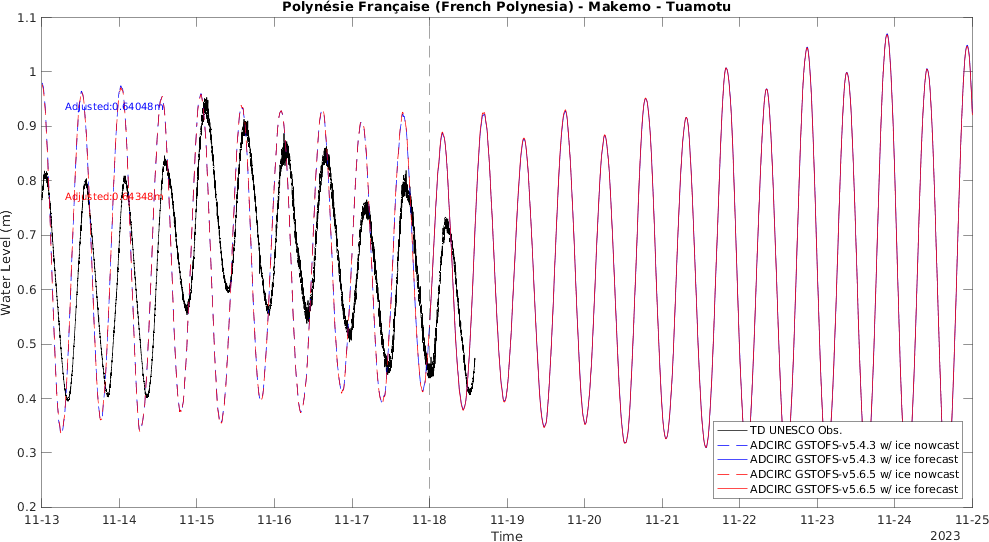 Polynésie Française (French Polynesia) - Makemo - Tuamotu
1.1
1
0.9
0.8
0.7
0.6
0.5
0.4
0.3
0.2
Water Level (m)
Adjusted:0.64048m
Adjusted:0.64348m
TD UNESCO Obs.
ADCIRC GSTOFS-v5.4.3 w/ ice nowcast
ADCIRC GSTOFS-v5.4.3 w/ ice forecast
ADCIRC GSTOFS-v5.6.5 w/ ice nowcast
ADCIRC GSTOFS-v5.6.5 w/ ice forecast
11-13 11-14 11-15 11-16 11-17 11-18 11-19 11-20 11-21 11-22 11-23 11-24 11-25
Time
2023